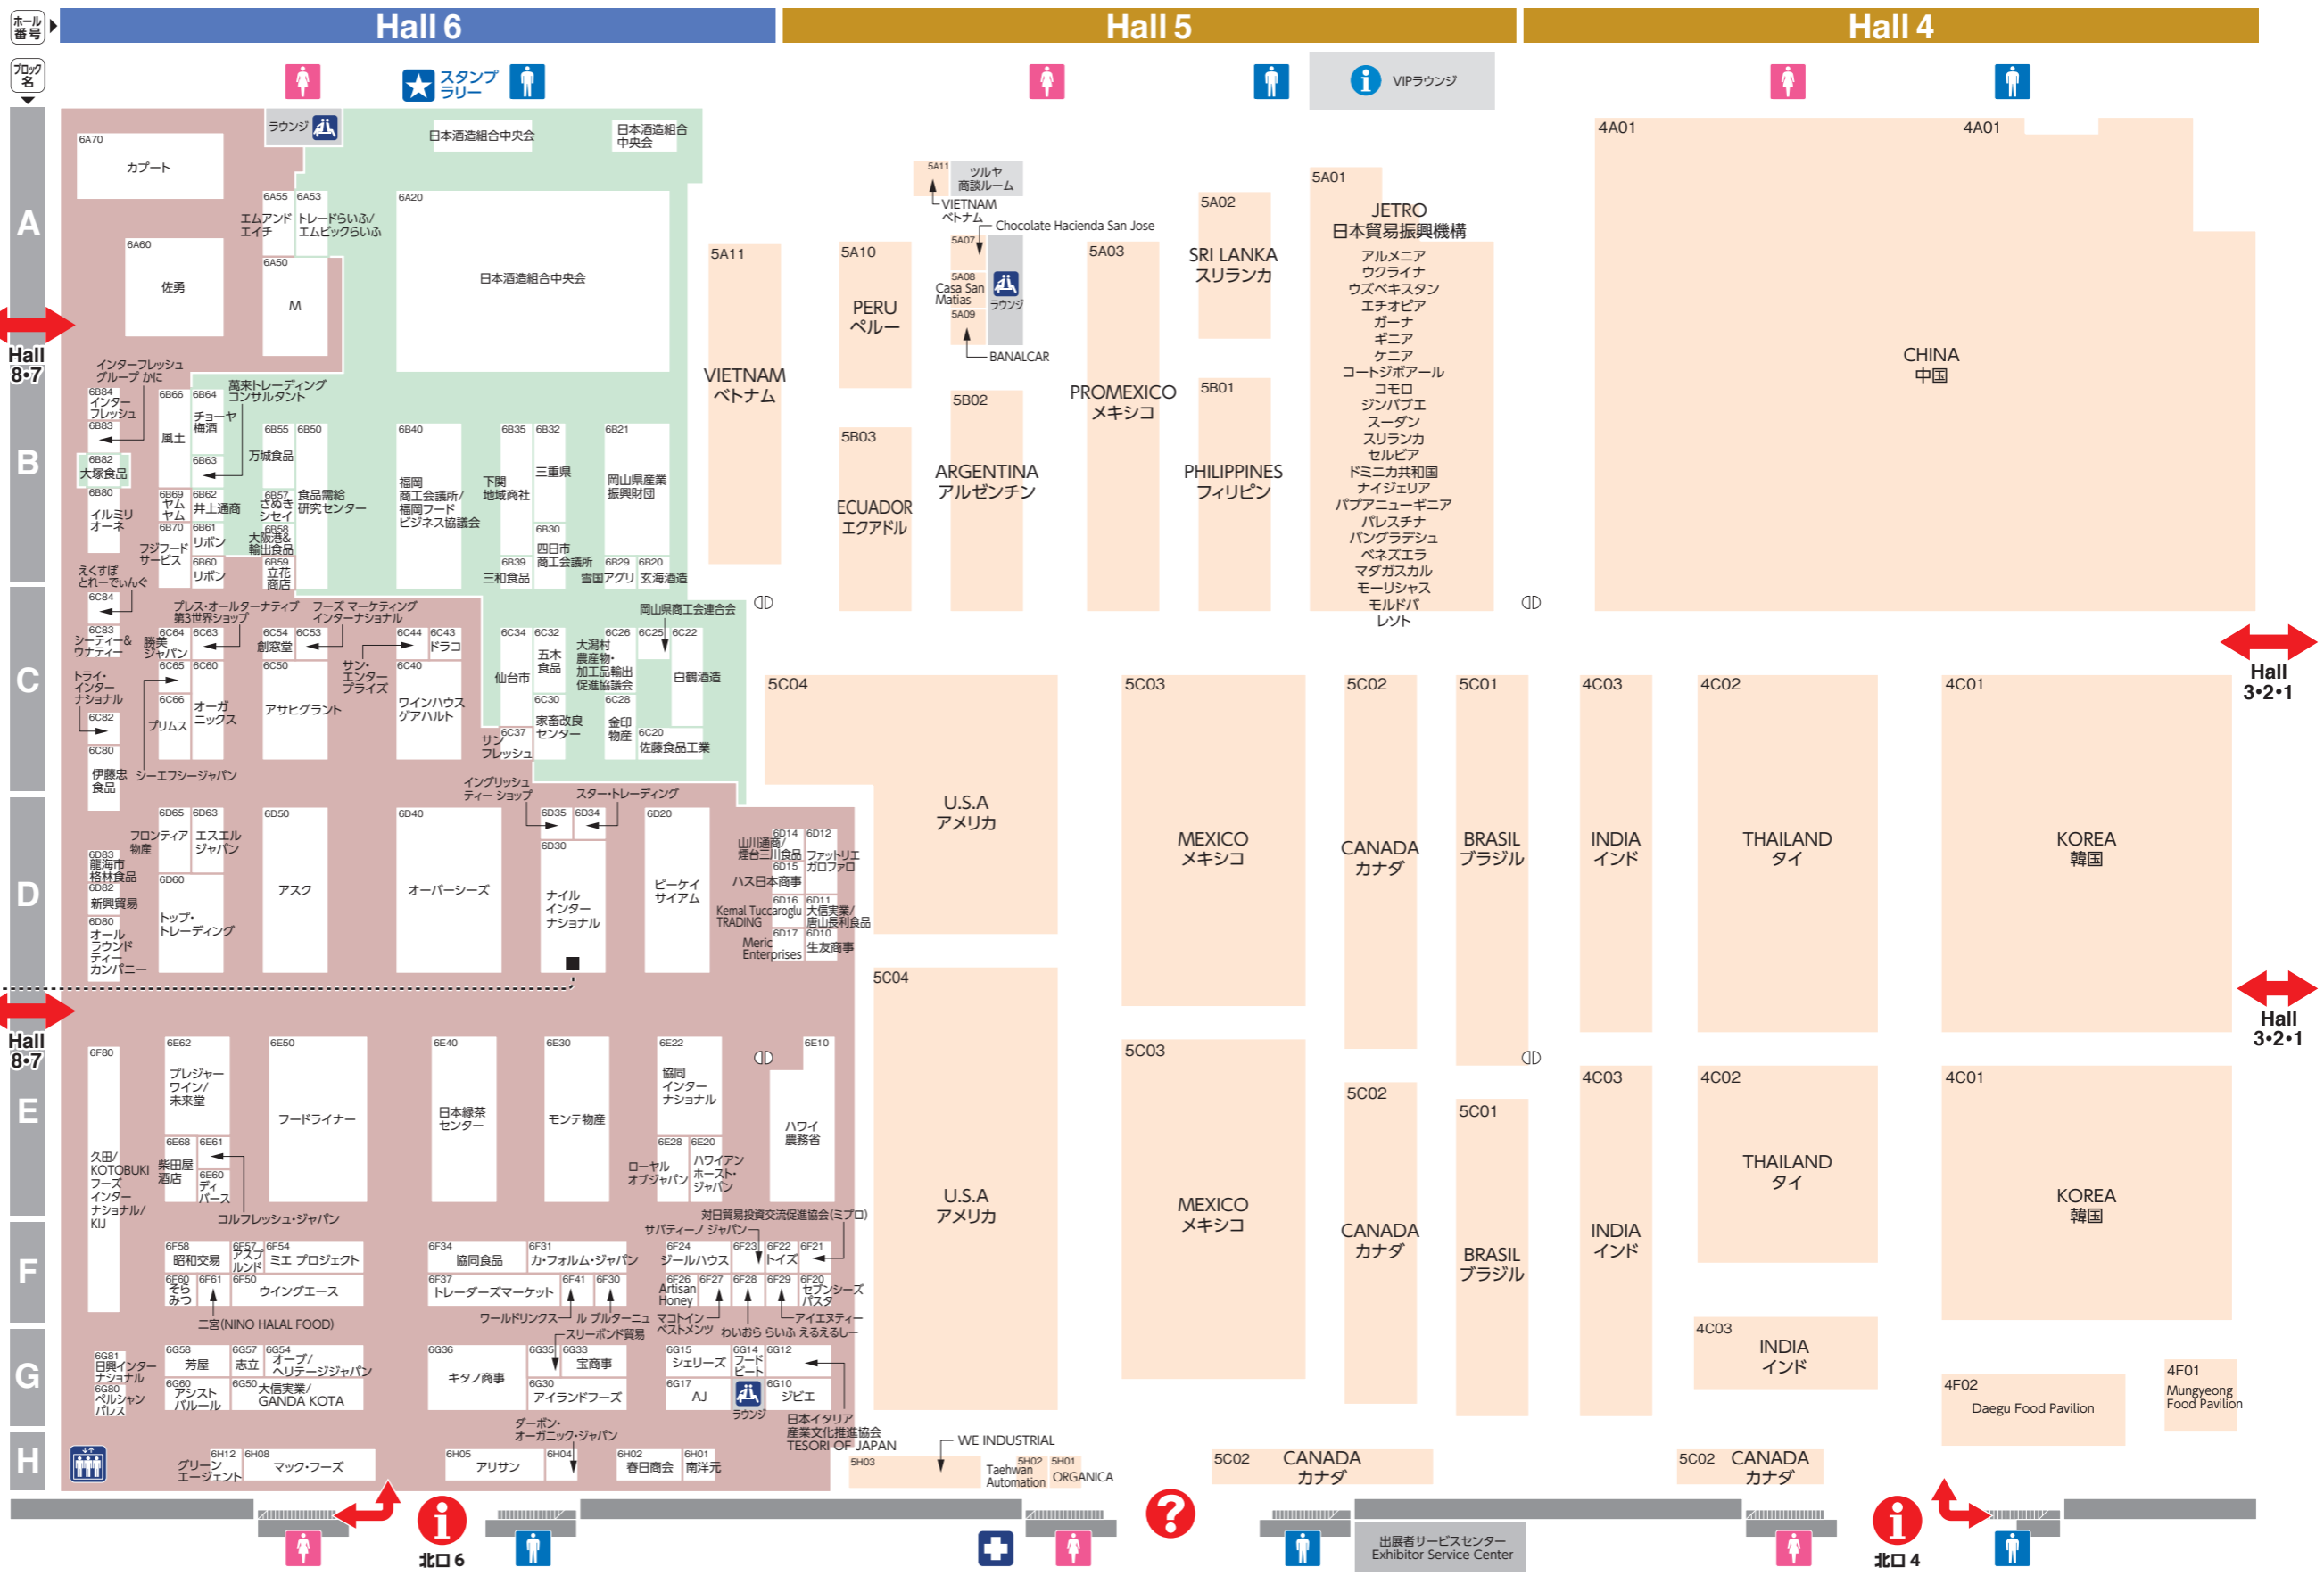 ホール
番号
Hall 6
Hall 5
Hall 4
ブロック
名
スタンプ
ラリー
VIPラウンジ
A
B
C
D
E
F
G
H
Hall
8・7
Hall
8・7
Hall
3・2・1
Hall
3・2・1
6A70
カプート
ラウンジ
日本酒造組合中央会
日本酒造組合
中央会
6A55
エムアンド
エイチ
6A53
トレードらいふ/
エムビックらいふ
6A20
日本酒造組合中央会
6A60
佐勇
6A50
M
インターフレッシュ
グループ かに
萬来トレーディング
コンサルタント
6B84
インター
フレッシュ
6B83
6B82
大塚食品
6B80
イルミリ
オーネ
6B66
風土
6B64
チョーヤ
梅酒
6B63
6B69
ヤム
ヤム
6B62
井上通商
6B70
フジフード
サービス
6B61
リボン
6B60
リボン
6B55
万城食品
6B50
食品需給
研究センター
6B57
さぬき
シセイ
6B58
大阪港&
輸出食品
6B59
立花
商店
6B40
福岡
商工会議所/
福岡フード
ビジネス協議会
6B35
下関
地域商社
6B32
三重県
6B30
四日市
商工会議所
6B39
三和食品
6B21
岡山県産業
振興財団
6B29
雪国アグリ
6B20
玄海酒造
えくすぽ
とれーでぃんぐ
6C84
6C83
シーティー&
ウナティー
トライ・
インター
ナショナル
6C82
6C80
伊藤忠
食品
プレス・オールターナティブ
第3世界ショップ
フーズ マーケティング
インターナショナル
6C64
勝美
ジャパン
6C63
6C65
6C60
オーガ
ニックス
6C66
プリムス
シーエフシージャパン
6C54
創窓堂
6C53
6C50
アサヒグラント
サン・
エンター
プライズ
6C44
6C43
ドラコ
6C40
ワインハウス
ゲアハルト
岡山県商工会連合会
6C34
仙台市
6C32
五木
食品
6C30
家畜改良
センター
6C37
サン
フレッシュ
6C26
大潟村
農産物・
加工品輸出
促進協議会
6C25
6C22
白鶴酒造
6C28
金印
物産
6C20
佐藤食品工業
イングリッシュ
ティー ショップ
スター・トレーディング
6D65
フロンティア
物産
6D63
エスエル
ジャパン
6D60
トップ・
トレーディング
6D83
龍海市
格林食品
6D82
新興貿易
6D80
オール
ラウンド
ティー
カンパニー
6D50
アスク
6D40
オーバーシーズ
6D35
6D34
6D30
ナイル
インター
ナショナル
6D20
ピーケイ
サイアム
6D14
山川通商/
煙台三川食品
6D12
ファットリエ
ガロファロ
6D15
ハス日本商事
6D16
Kemal Tuccaroglu
TRADING
6D11
大信実業/
唐山長利食品
6D17
Meric
Enterprises
6D10
生友商事
6F80
久田/
KOTOBUKI
フーズ
インター
ナショナル/
KIJ
6E62
プレジャー
ワイン/
未来堂
6E68
柴田屋
酒店
6E61
6E60
ディ
バース
コルフレッシュ・ジャパン
6E50
フードライナー
6E40
日本緑茶
センター
6E30
モンテ物産
6E22
協同
インター
ナショナル
6E28
ローヤル
オブジャパン
6E20
ハワイアン
ホースト・
ジャパン
6E10
ハワイ
農務省
対日貿易投資交流促進協会(ミプロ)
サバティーノ ジャパン
6F58
昭和交易
6F57
アスプ
ルンド
6F54
ミエ プロジェクト
6F60
そら
みつ
6F61
6F50
ウイングエース
二宮(NINO HALAL FOOD)
6F34
協同食品
6F31
カ・フォルム・ジャパン
6F37
トレーダーズマーケット
6F41
6F30
ワールドリンクス
ル ブルターニュ
6F24
ジールハウス
6F23
6F22
トイズ
6F21
6F26
Artisan
Honey
6F27
6F28
6F29
6F20
セブンシーズ
パスタ
マコトイン
ベストメンツ
わいおら らいふ えるえるしー
アイエヌティー
スリーボンド貿易
6G81
日興インター
ナショナル
6G80
ペルシャン
パレス
6G58
芳屋
6G57
志立
6G54
オーブ/
ヘリテージジャパン
6G60
アシスト
バルール
6G50
大信実業/
GANDA KOTA
6G36
キタノ商事
6G35
6G33
宝商事
6G30
アイランドフーズ
6G15
シェリーズ
6G14
フード
ビート
6G12
6G17
AJ
ラウンジ
6G10
ジビエ
日本イタリア
産業文化推進協会
TESORI OF JAPAN
ダーボン・
オーガニック・ジャパン
6H12
グリーン
エージェント
6H08
マック・フーズ
6H05
アリサン
6H04
6H02
春日商会
6H01
南洋元
5A11
VIETNAM
ベトナム
5A10
PERU
ペルー
5A11
ツルヤ
商談ルーム
VIETNAM
ベトナム
Chocolate Hacienda San Jose
5A07
5A08
Casa San
Matias
5A09
ラウンジ
BANALCAR
5A03
PROMEXICO
メキシコ
5A02
SRI LANKA
スリランカ
5A01
JETRO
日本貿易振興機構
アルメニア
ウクライナ
ウズベキスタン
エチオピア
ガーナ
ギニア
ケニア
コートジボアール
コモロ
ジンバブエ
スーダン
スリランカ
セルビア
ドミニカ共和国
ナイジェリア
パプアニューギニア
パレスチナ
バングラデシュ
ベネズエラ
マダガスカル
モーリシャス
モルドバ
レソト
5B03
ECUADOR
エクアドル
5B02
ARGENTINA
アルゼンチン
5B01
PHILIPPINES
フィリピン
5C04
U.S.A
アメリカ
5C03
MEXICO
メキシコ
5C02
CANADA
カナダ
5C01
BRASIL
ブラジル
5C04
U.S.A
アメリカ
5C03
MEXICO
メキシコ
5C02
CANADA
カナダ
5C01
BRASIL
ブラジル
5H03
WE INDUSTRIAL
5H02
Taehwan
Automation
5H01
ORGANICA
5C02
CANADA
カナダ
4A01
4A01
CHINA
中国
4C03
INDIA
インド
4C02
THAILAND
タイ
4C01
KOREA
韓国
4C03
INDIA
インド
4C02
THAILAND
タイ
4C01
KOREA
韓国
4C03
INDIA
インド
4F02
Daegu Food Pavilion
4F01
Mungyeong
Food Pavilion
5C02
CANADA
カナダ
北口 6
?
出展者サービスセンター
Exhibitor Service Center
北口 4